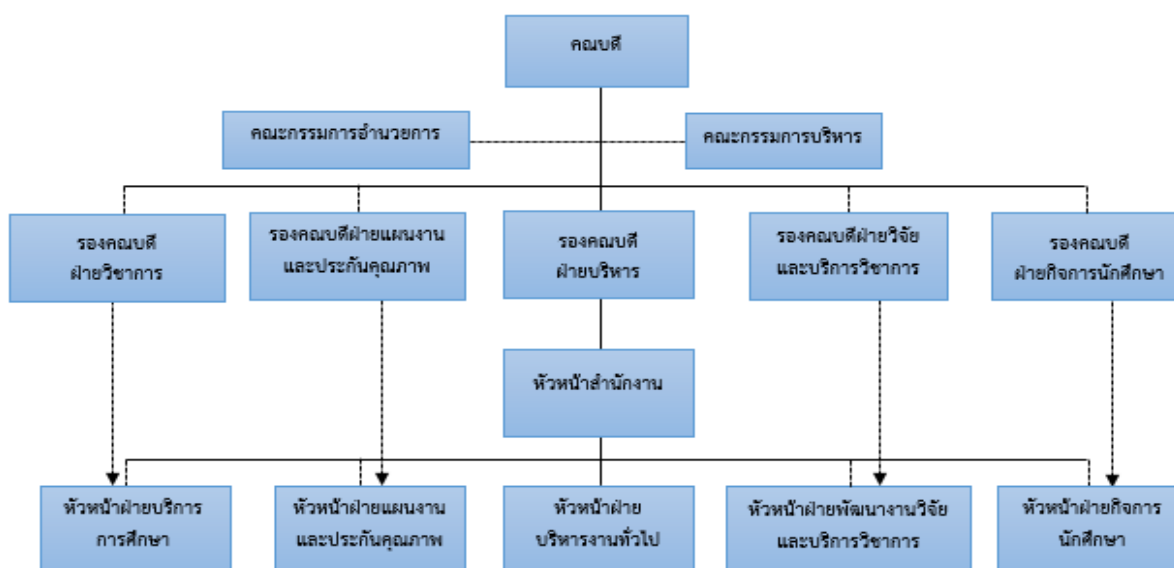 คณบดี
คณะกรรมการอำนวยการ
คณะกรรมการบริหาร
รองคณบดี
ฝ่ายวิชาการ
รองคณบดีฝ่ายแผนงาน
และประกันคุณภาพ
รองคณบดี
ฝ่ายบริหาร
รองคณบดีฝ่ายวิจัย
และบริการวิชาการ
รองคณบดี
ฝ่ายกิจการนักศึกษา
หัวหน้าสำนักงาน
หัวหน้าฝ่ายบริการ
การศึกษา
หัวหน้าฝ่ายแผนงาน
และประกันคุณภาพ
หัวหน้าฝ่าย
บริหารงานทั่วไป
หัวหน้าฝ่ายพัฒนางานวิจัย
และบริการวิชาการ
หัวหน้าฝ่ายกิจการ
นักศึกษา